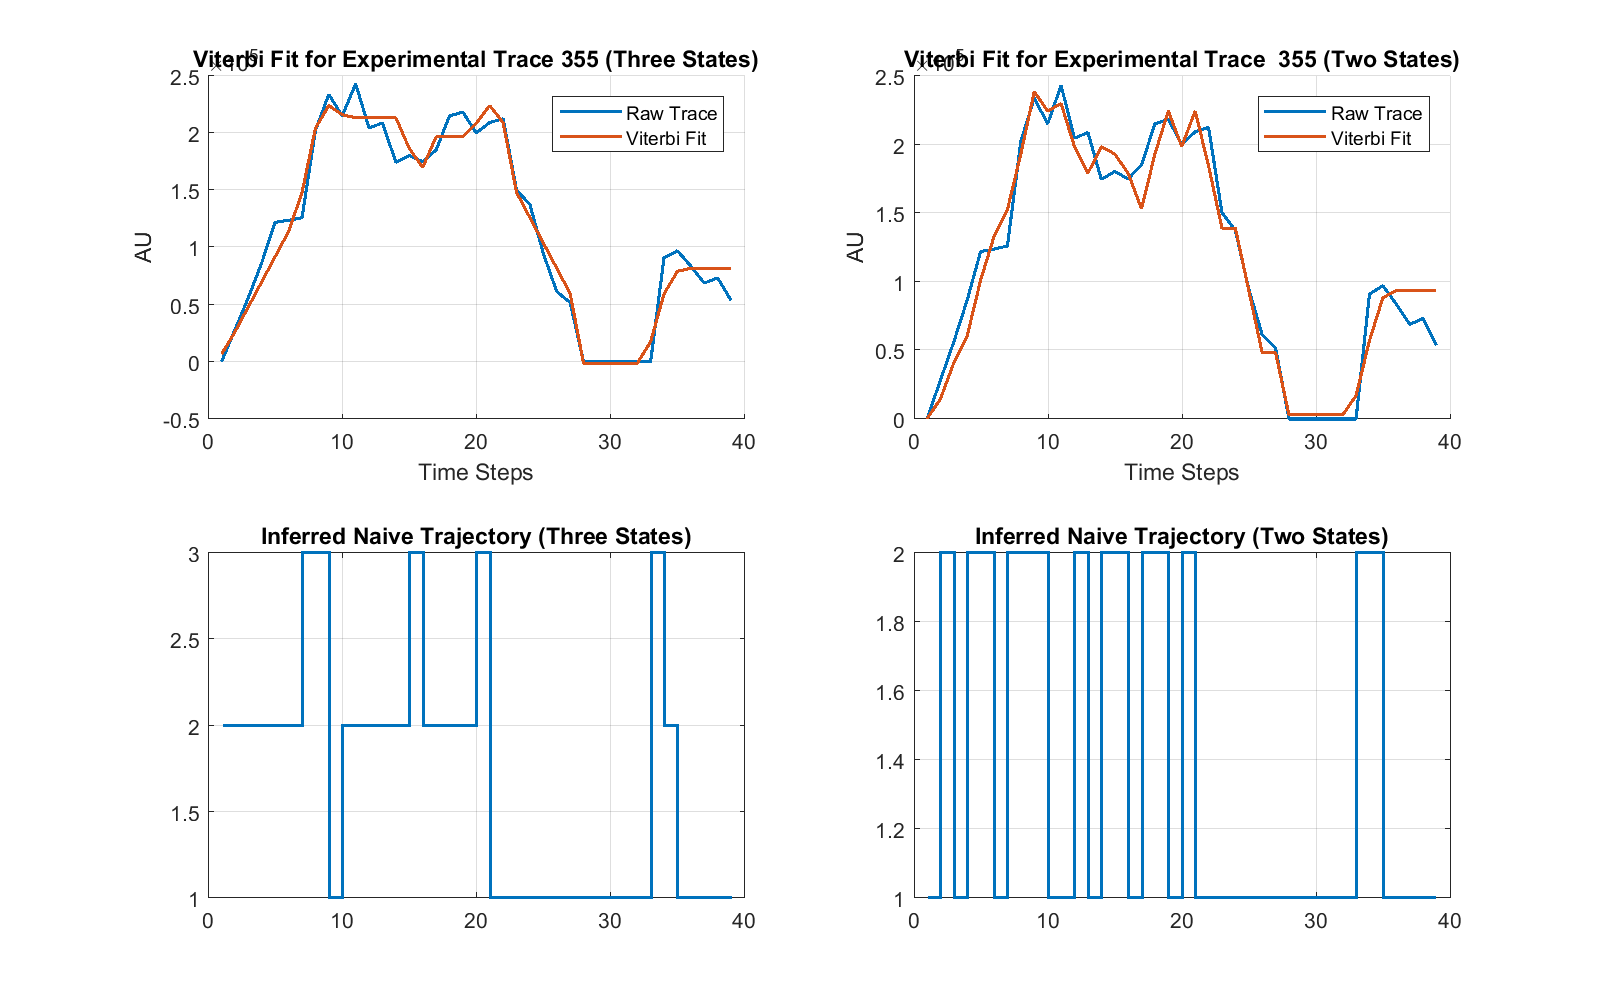 Viterbi Fit for Experimental Trace 355 (Three States)
×10^5
2.5
2
1.5
1
0.5
0
-0.5
AU
Raw Trace
Viterbi Fit
0 10 20 30 40
Time Steps
Viterbi Fit for Experimental Trace 355 (Two States)
×10^5
2.5
2
1.5
1
0.5
0
AU
Raw Trace
Viterbi Fit
0 10 20 30 40
Time Steps
Inferred Naive Trajectory (Three States)
3
2.5
2
1.5
1
0 10 20 30 40
Inferred Naive Trajectory (Two States)
2
1.8
1.6
1.4
1.2
1
0 10 20 30 40